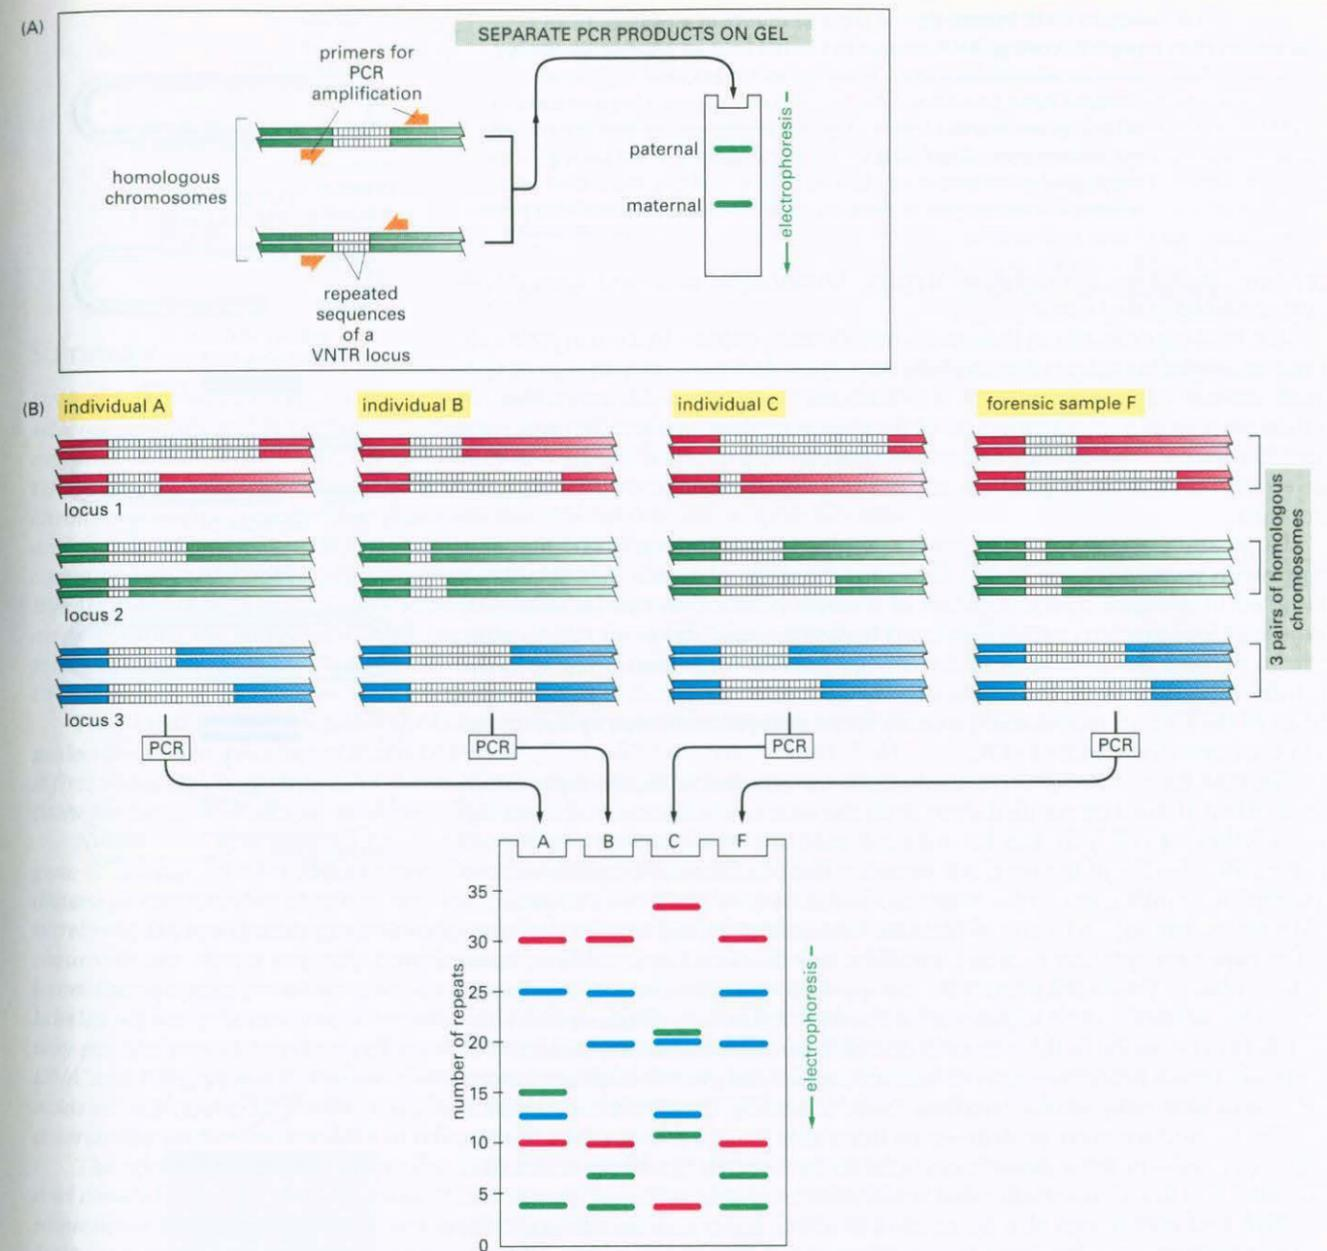 (A)
SEPARATE PCR PRODUCTS ON GEL
primers for
PCR
amplification
homologous
chromosomes
repeated
sequences
of a
VNTR locus
paternal
maternal
electrophoresis
(B)
individual A
individual B
individual C
forensic sample F
locus 1
locus 2
locus 3
3 pairs of homologous
chromosomes
PCR
PCR
PCR
PCR
A
B
C
F
number of repeats
35
30
25
20
15
10
5
0
electrophoresis